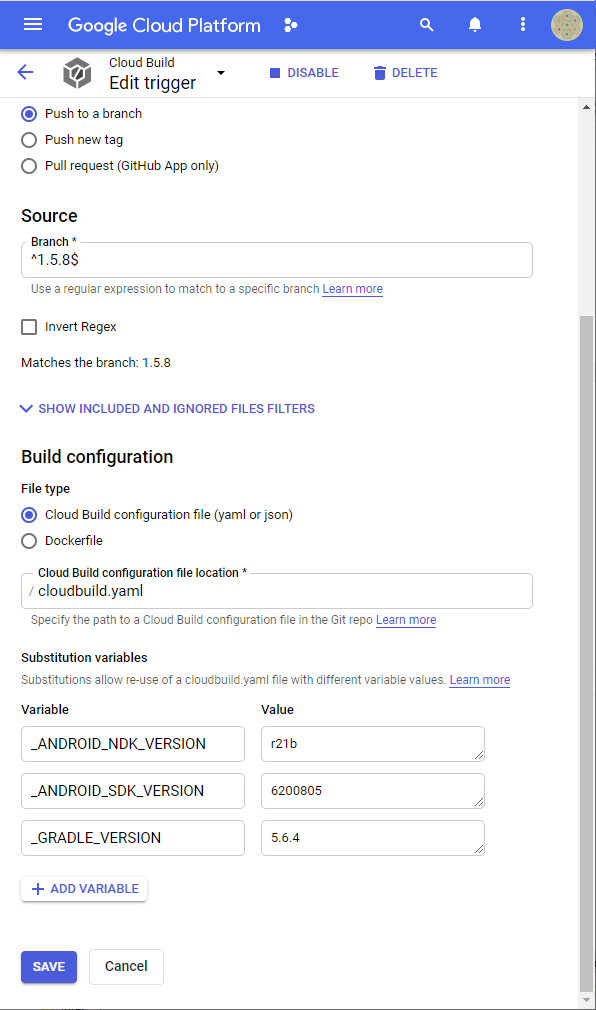 Google Cloud Platform
Cloud Build
Edit trigger
DISABLE
DELETE
Push to a branch
Push new tag
Pull request (GitHub App only)
Source
Branch *
^1.5.8$
Use a regular expression to match to a specific branch Learn more
Invert Regex
Matches the branch: 1.5.8
SHOW INCLUDED AND IGNORED FILES FILTERS
Build configuration
File type
Cloud Build configuration file (yaml or json)
Dockerfile
Cloud Build configuration file location *
/ cloudbuild.yaml
Specify the path to a Cloud Build configuration file in the Git repo Learn more
Substitution variables
Substitutions allow re-use of a cloudbuild.yaml file with different variable values. Learn more
Variable Value
_ANDROID_NDK_VERSION r21b
_ANDROID_SDK_VERSION 6200805
_GRADLE_VERSION 5.6.4
+ ADD VARIABLE
SAVE Cancel